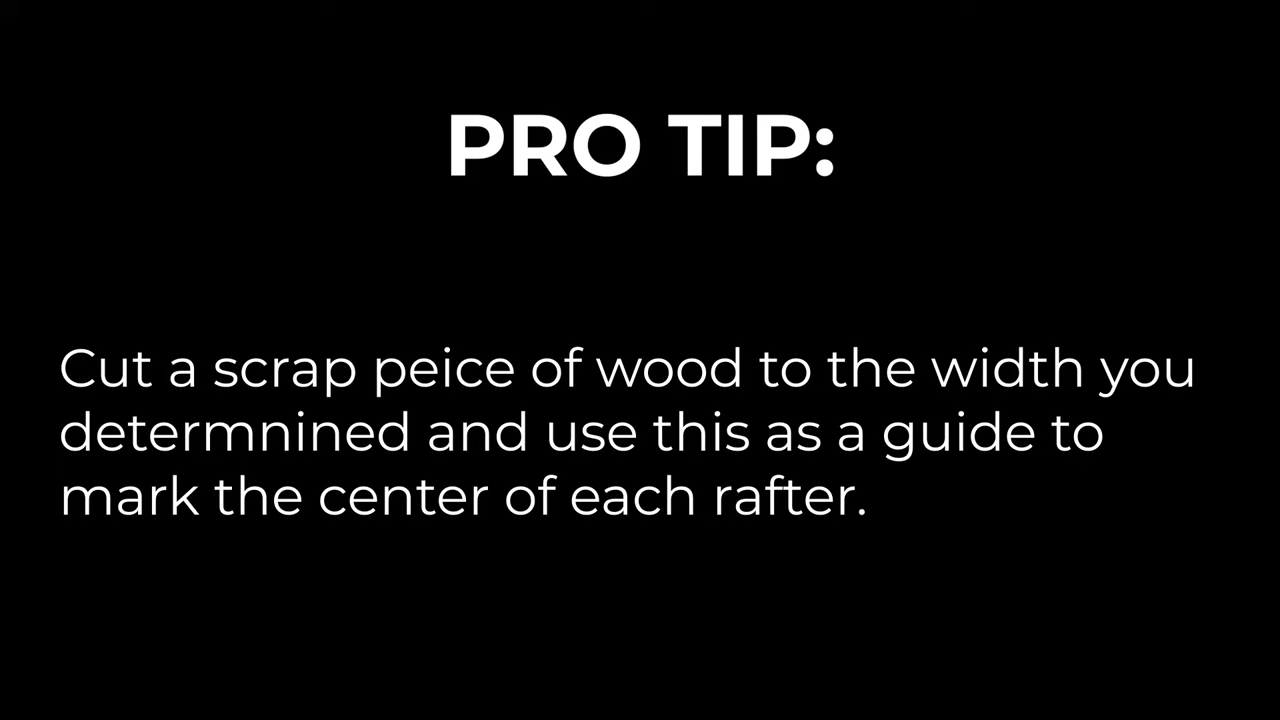 PRO TIP:
Cut a scrap peice of wood to the width you
determnined and use this as a guide to
mark the center of each rafter.